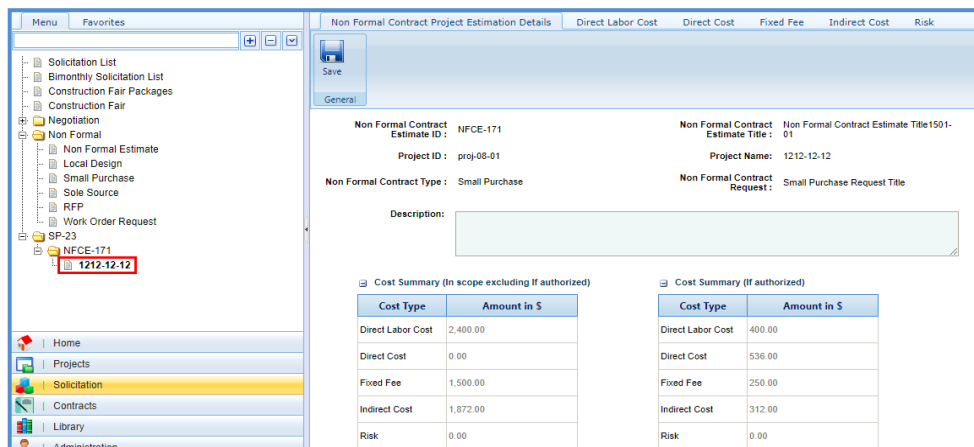 Menu Favorites
Solicitation List
Bimonthly Solicitation List
Construction Fair Packages
Construction Fair
Negotiation
Non Formal
Non Formal Estimate
Local Design
Small Purchase
Sole Source
RFP
Work Order Request
SP-23
NFCE-171
1212-12-12
Home
Projects
Solicitation
Contracts
Library
Administration
Non Formal Contract Project Estimation Details Direct Labor Cost Direct Cost Fixed Fee Indirect Cost Risk
Save
General
Non Formal Contract Estimate ID : NFCE-171
Non Formal Contract Estimate Title : Non Formal Contract Estimate Title1501-01
Project ID : proj-08-01
Project Name: 1212-12-12
Non Formal Contract Type : Small Purchase
Non Formal Contract Request : Small Purchase Request Title
Description:
Cost Summary (In scope excluding If authorized)
Cost Type Amount in $
Direct Labor Cost 2,400.00
Direct Cost 0.00
Fixed Fee 1,500.00
Indirect Cost 1,872.00
Risk 0.00
Cost Summary (If authorized)
Cost Type Amount in $
Direct Labor Cost 400.00
Direct Cost 536.00
Fixed Fee 250.00
Indirect Cost 312.00
Risk 0.00